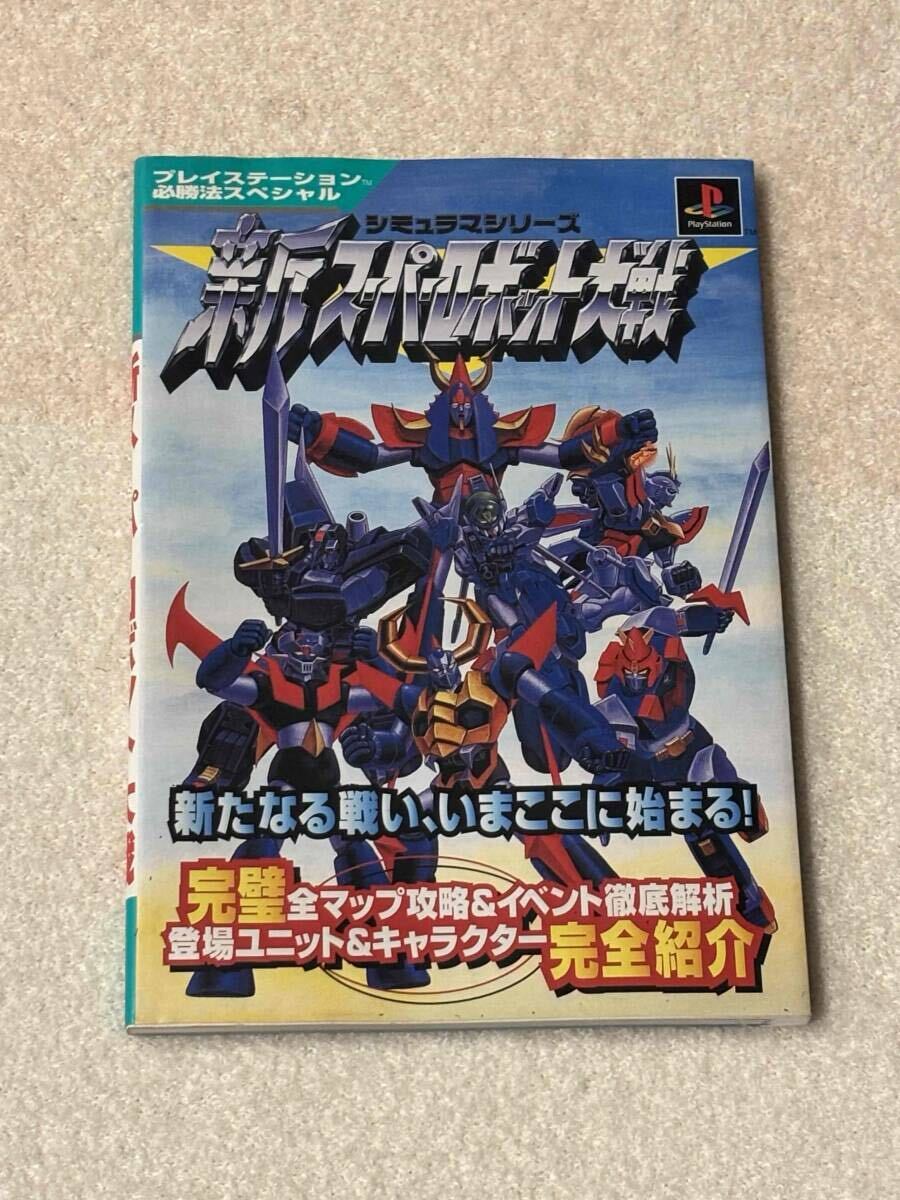 プレイステーション™
必勝法スペシャル
PlayStation
TM
シミュラマシリーズ
新スーパーロボット大戦
新たなる戦い、いまここに始まる!
完璧全マップ攻略&イベント徹底解析
登場ユニット&キャラクター完全紹介